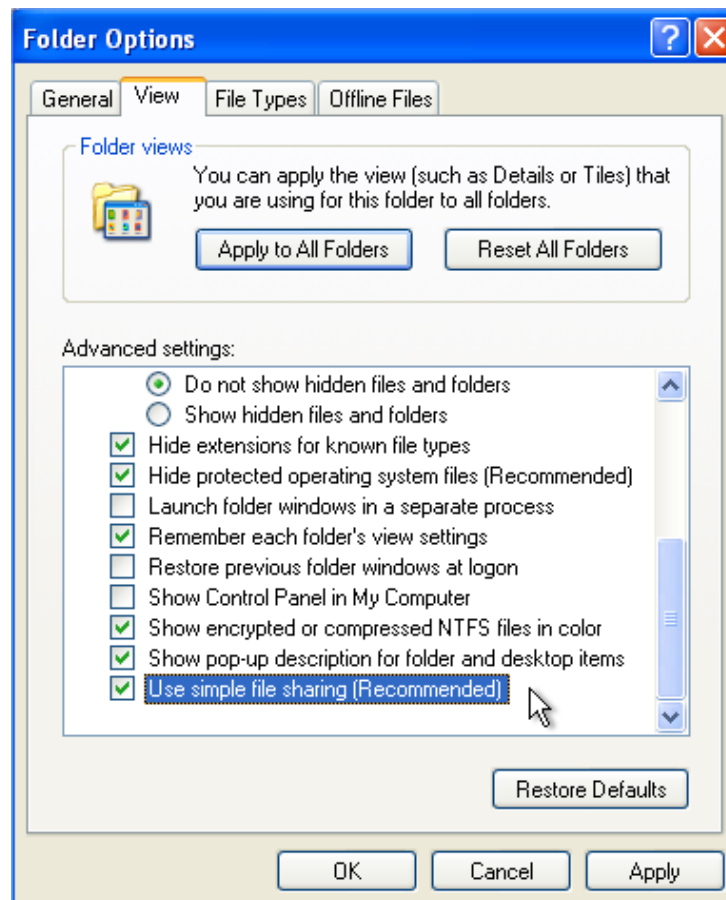 Folder Options
General View File Types Offline Files
Folder views
You can apply the view (such as Details or Tiles) that
you are using for this folder to all folders.
Apply to All Folders Reset All Folders
Advanced settings:
Do not show hidden files and folders
Show hidden files and folders
Hide extensions for known file types
Hide protected operating system files (Recommended)
Launch folder windows in a separate process
Remember each folder's view settings
Restore previous folder windows at logon
Show Control Panel in My Computer
Show encrypted or compressed NTFS files in color
Show pop-up description for folder and desktop items
Use simple file sharing (Recommended)
Restore Defaults
OK Cancel Apply